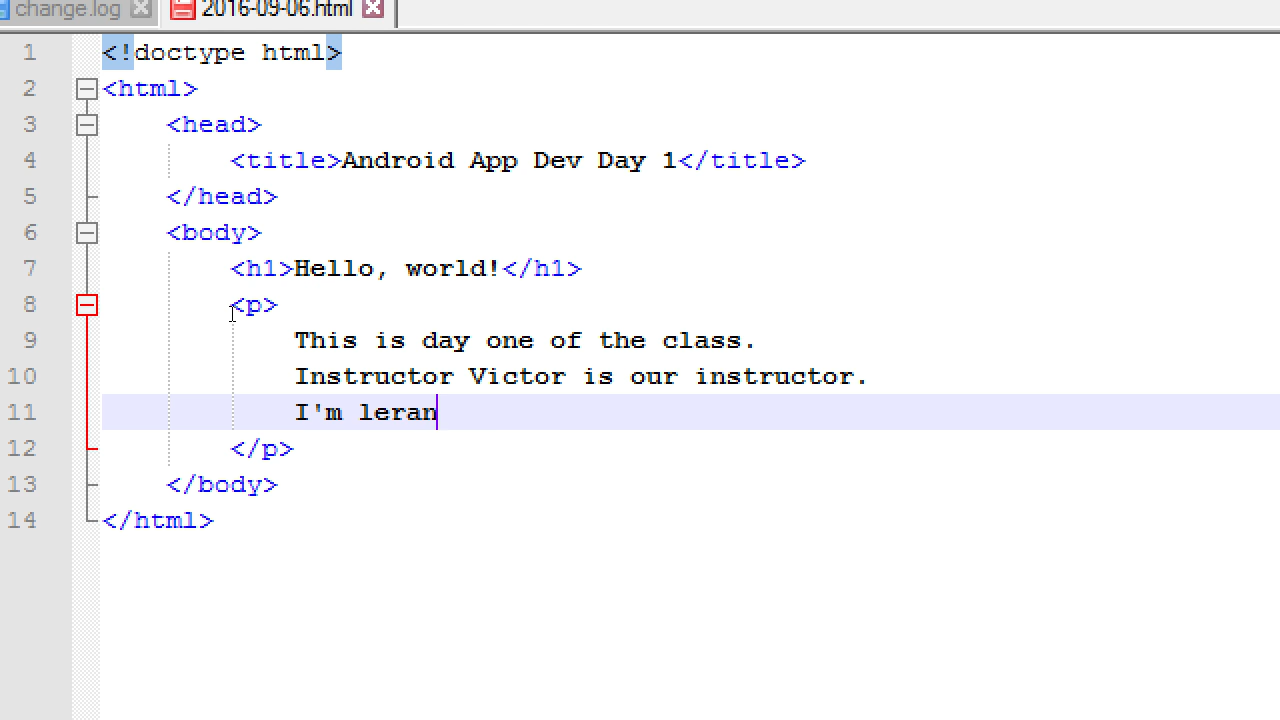 change.log 2016-09-06.html
1 <!doctype html>
2 <html>
3 <head>
4 <title>Android App Dev Day 1</title>
5 </head>
6 <body>
7 <h1>Hello, world!</h1>
8 <p>
9 This is day one of the class.
10 Instructor Victor is our instructor.
11 I'm leran
12 </p>
13 </body>
14 </html>